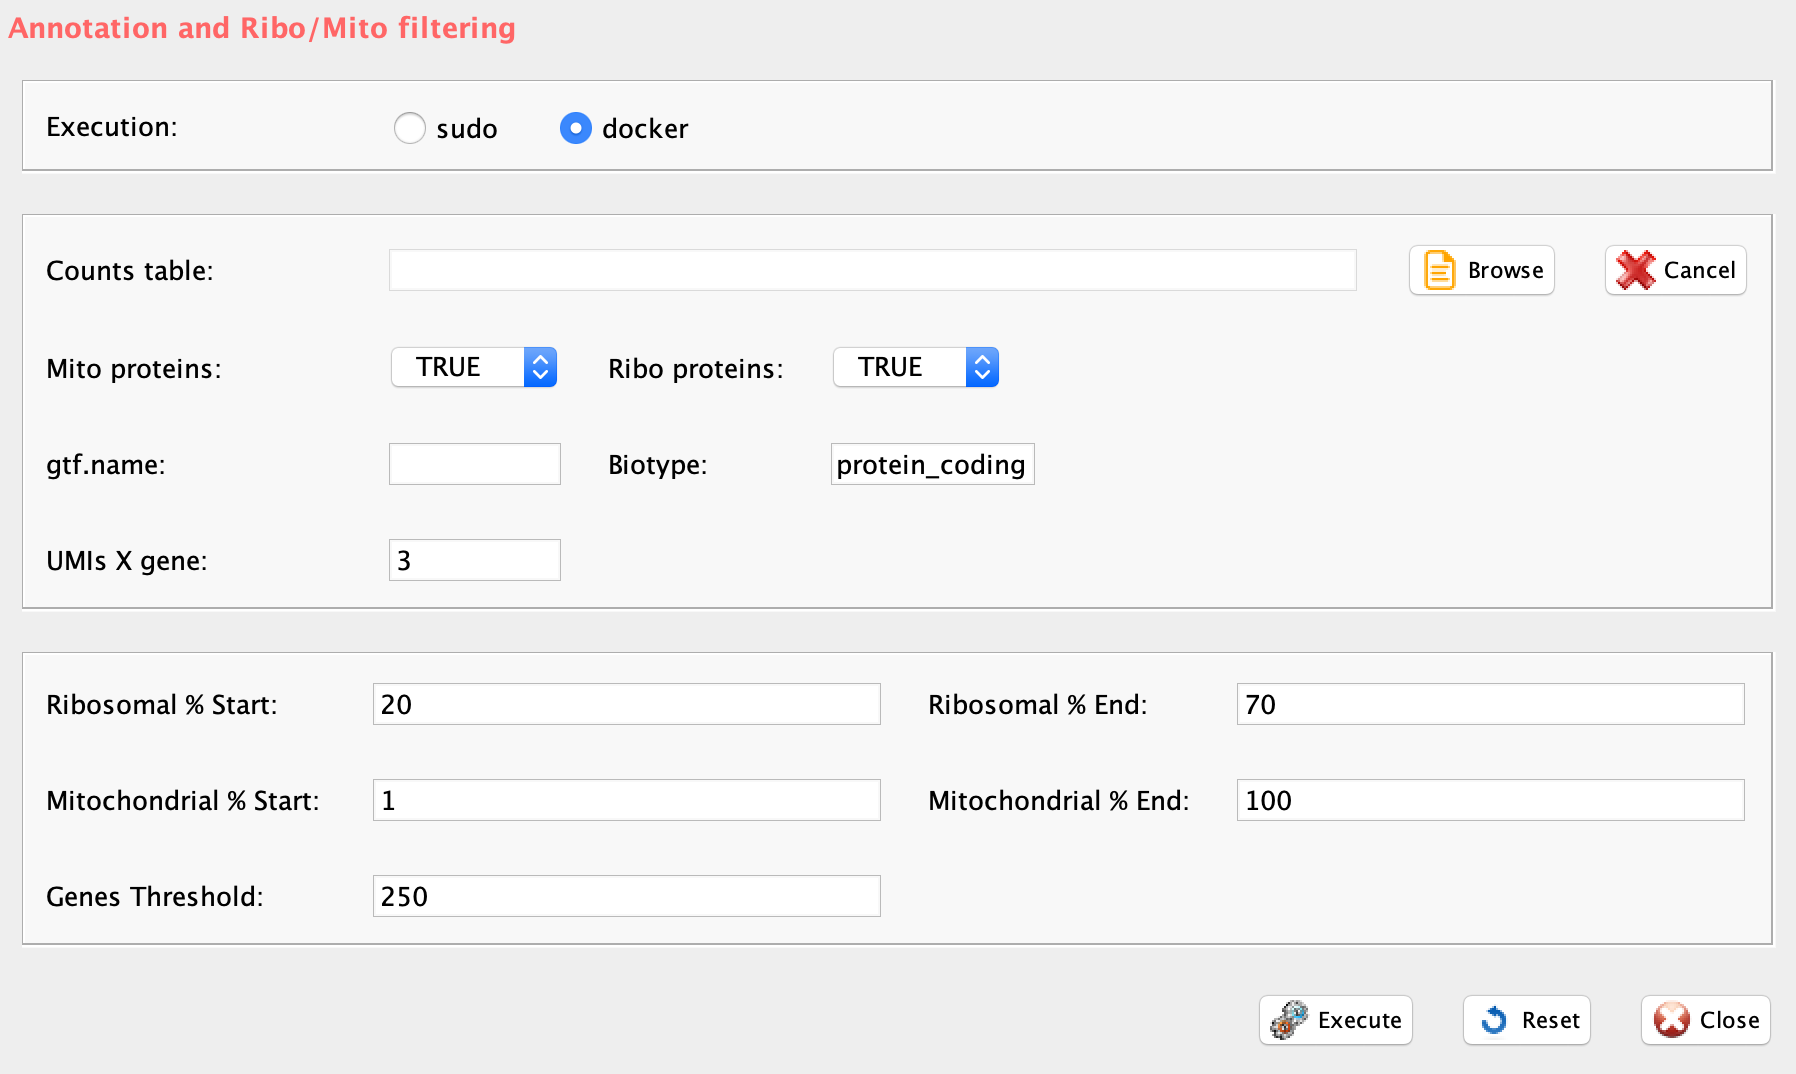 Annotation and Ribo/Mito filtering
Execution: sudo docker
Counts table: Browse Cancel
Mito proteins: TRUE Ribo proteins: TRUE
gtf.name: Biotype: protein_coding
UMIs X gene: 3
Ribosomal % Start: 20 Ribosomal % End: 70
Mitochondrial % Start: 1 Mitochondrial % End: 100
Genes Threshold: 250
Execute Reset Close